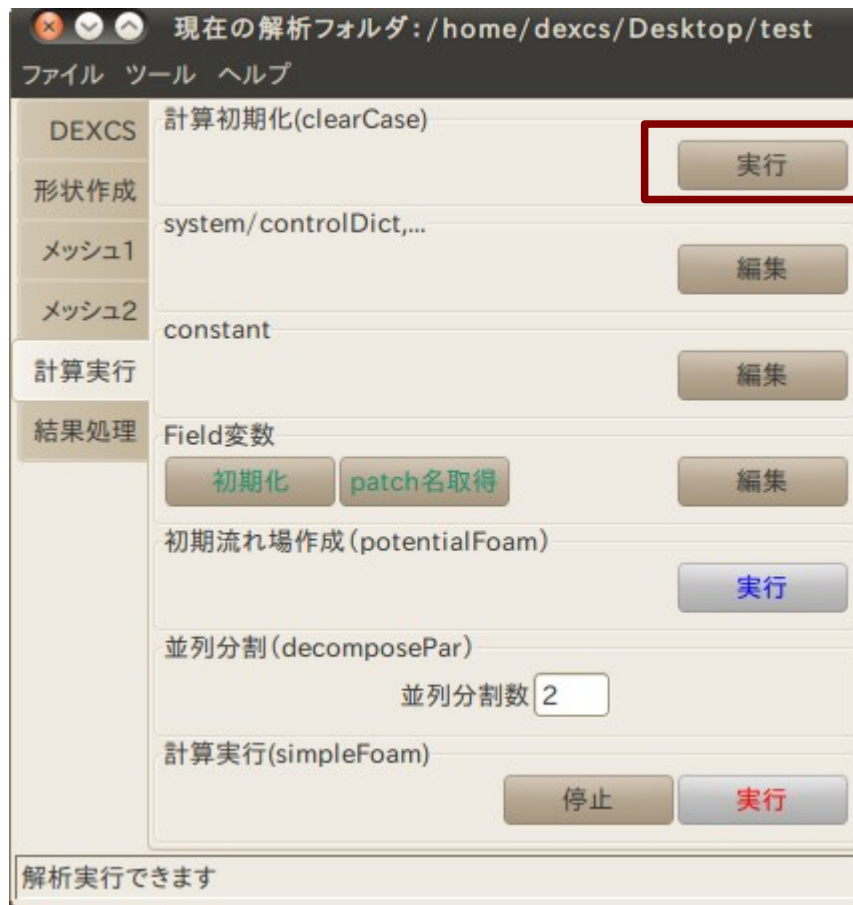 現在の解析フォルダ:/home/dexcs/Desktop/test
ファイル ツール ヘルプ
DEXCS
形状作成
メッシュ1
メッシュ2
計算実行
結果処理
計算初期化(clearCase)
実行
system/controlDict,...
編集
constant
編集
Field変数
初期化 patch名取得 編集
初期流れ場作成(potentialFoam)
実行
並列分割(decomposePar)
並列分割数 2
計算実行(simpleFoam)
停止 実行
解析実行できます